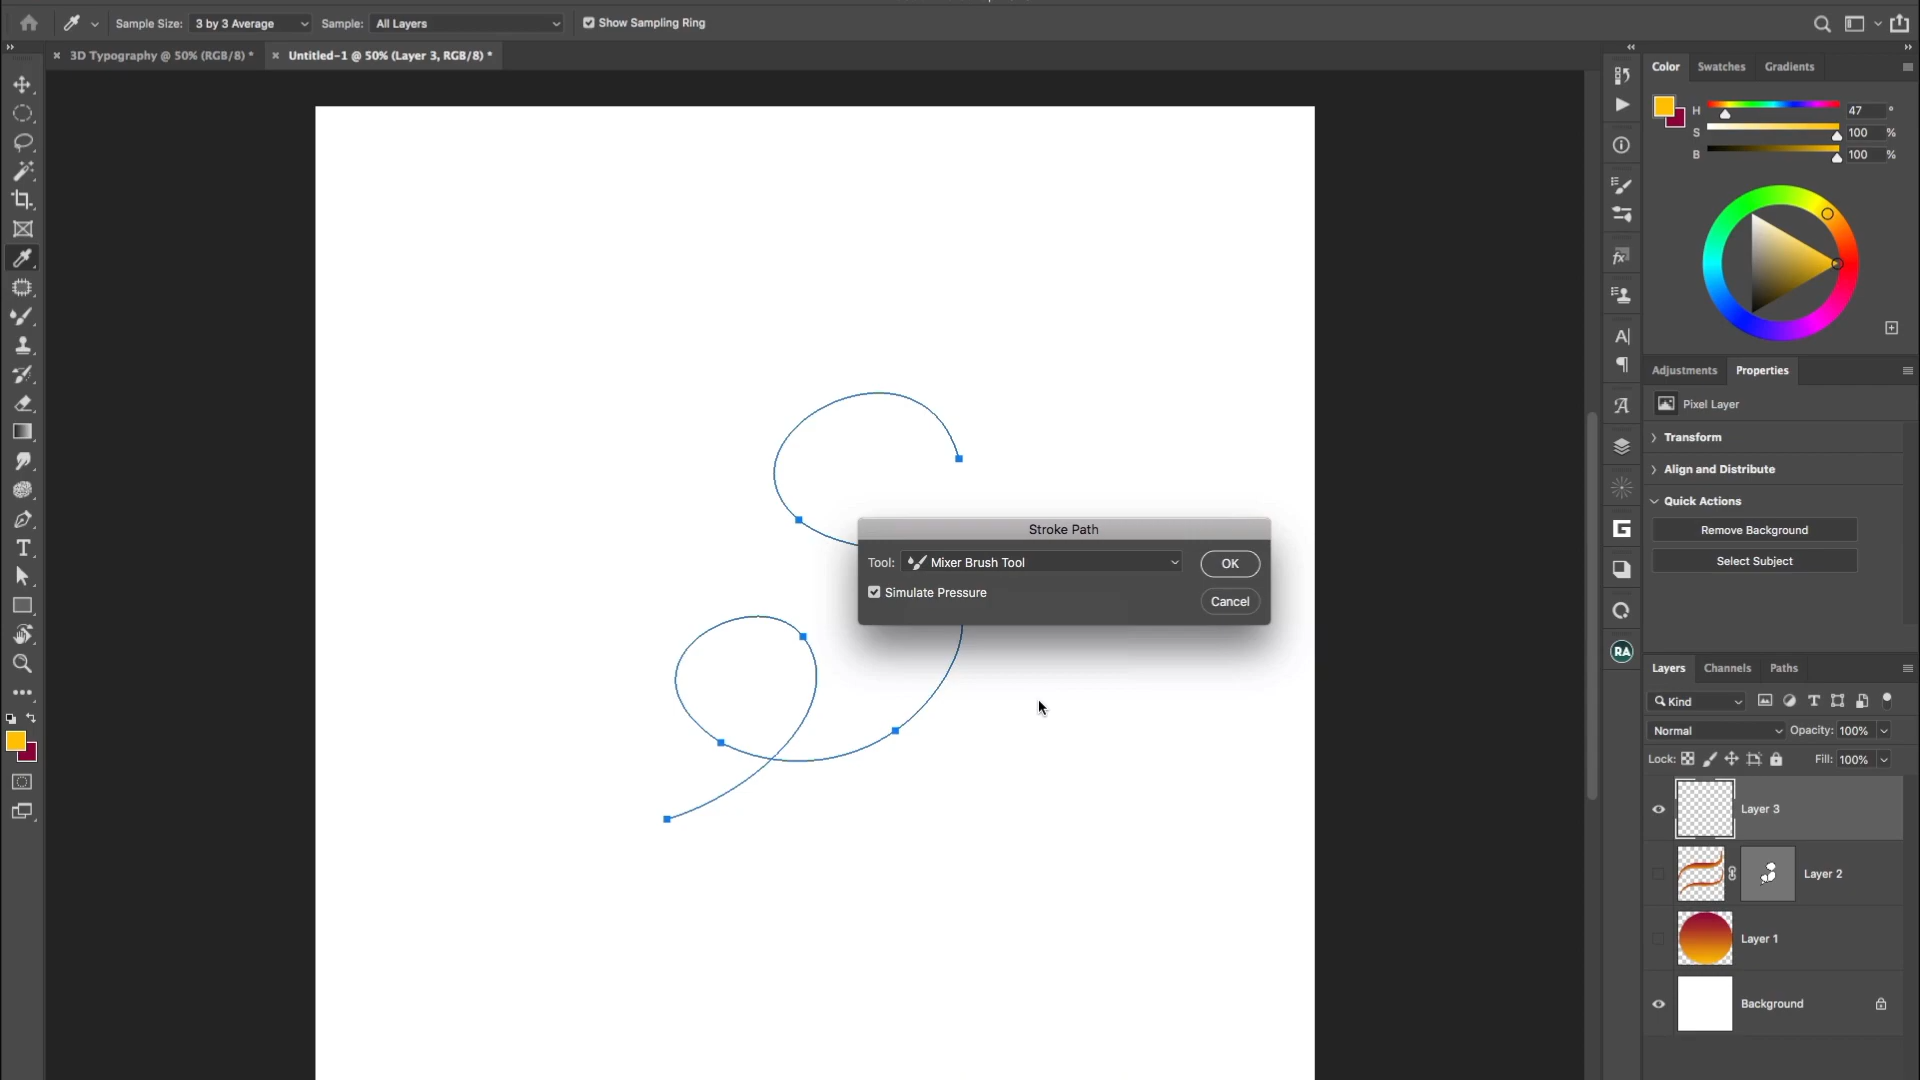 Sample Size: 3 by 3 Average Sample: All Layers Show Sampling Ring
3D Typography @ 50% (RGB/8) *
Untitled-1 @ 50% (Layer 3, RGB/8) *
Color Swatches Gradients
H 47 °
S 100 %
B 100 %
Adjustments Properties
Pixel Layer
Transform
Align and Distribute
Quick Actions
Remove Background
Select Subject
Stroke Path
Tool: Mixer Brush Tool
OK
Simulate Pressure
Cancel
RA
Layers Channels Paths
Kind
Normal Opacity: 100%
Lock: Fill: 100%
Layer 3
Layer 2
Layer 1
Background